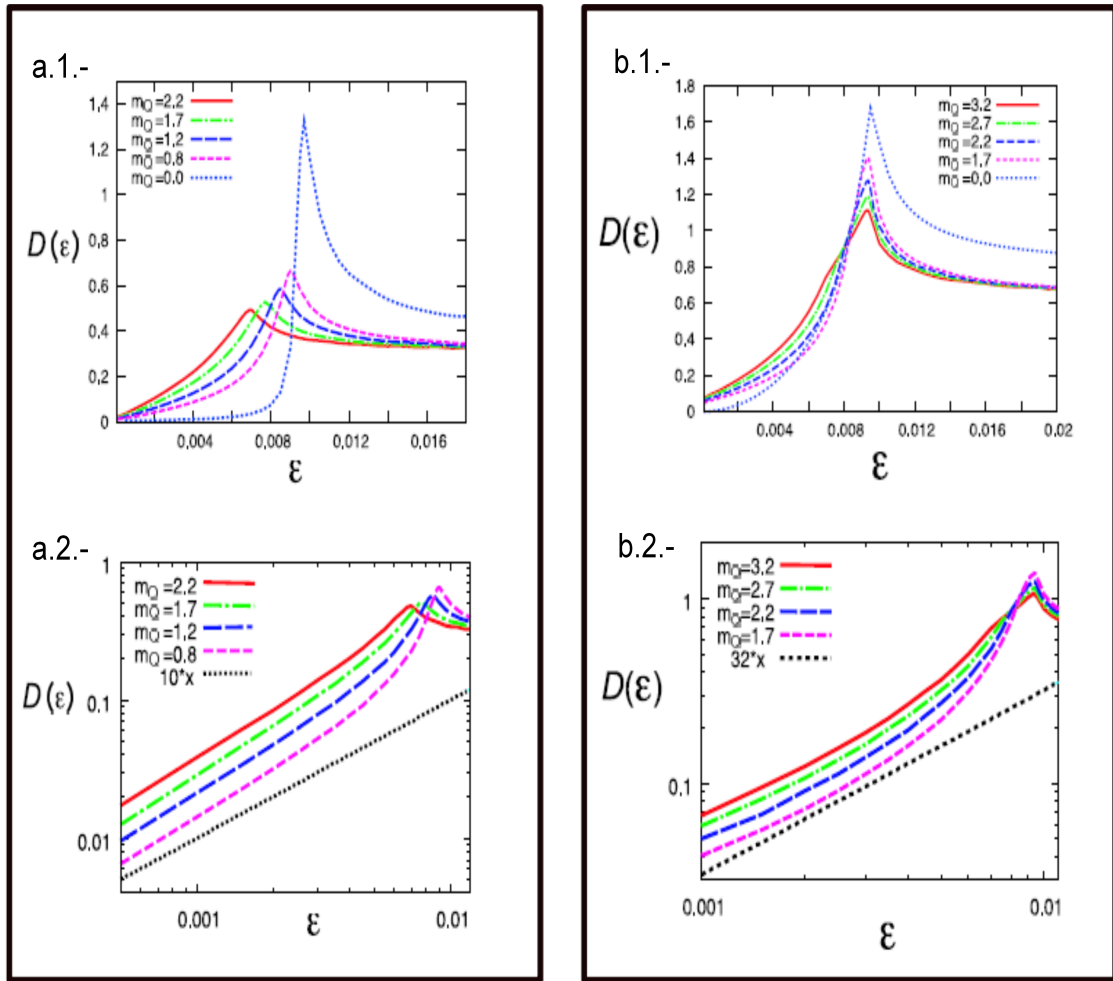 a.1.-
1,4
1.2
1
0.8
0.6
0.4
0,2
0
m_Q=2,2
m_Q=1.7
m_Q=1,2
m_Q=0.8
m_Q=0.0
D(ε)
0.004
0.008
0.012
0.016
ε
b.1.-
1.8
1.6
1.4
1.2
1.0
0.8
0.6
0.4
0.2
0
m_Q=3.2
m_Q=2.7
m_Q=2,2
m_Q=1.7
m_Q=0,0
D(ε)
0.004
0.008
0.012
0.016
0.02
ε
a.2.-
1
0.1
0.01
m_Q=2.2
m_Q=1.7
m_Q=1,2
m_Q=0.8
10*x
D(ε)
0.001
0.01
ε
b.2.-
1
0.1
m_Q=3.2
m_Q=2.7
m_Q=2.2
m_Q=1.7
32*x
D(ε)
0.001
0.01
ε